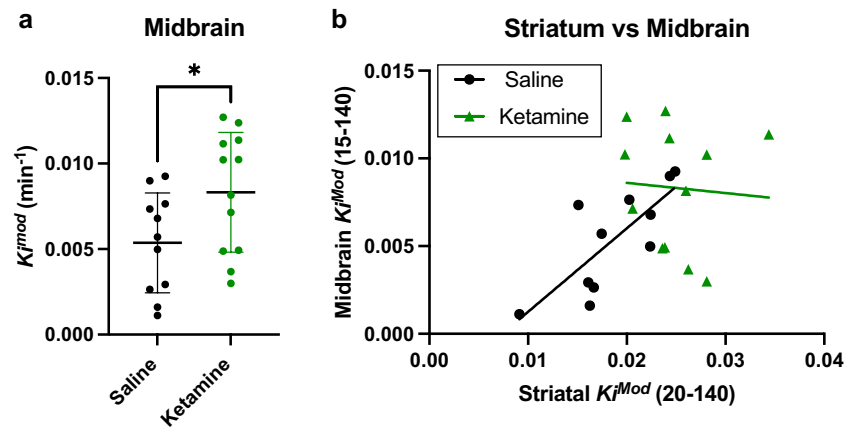 a
Midbrain
*
0.015
0.010
0.005
0.000
Ki^mod (min^-1)
Saline
Ketamine
b
Striatum vs Midbrain
Saline
Ketamine
0.015
0.010
0.005
0.000
Midbrain Ki^Mod (15-140)
0.00 0.01 0.02 0.03 0.04
Striatal Ki^Mod (20-140)